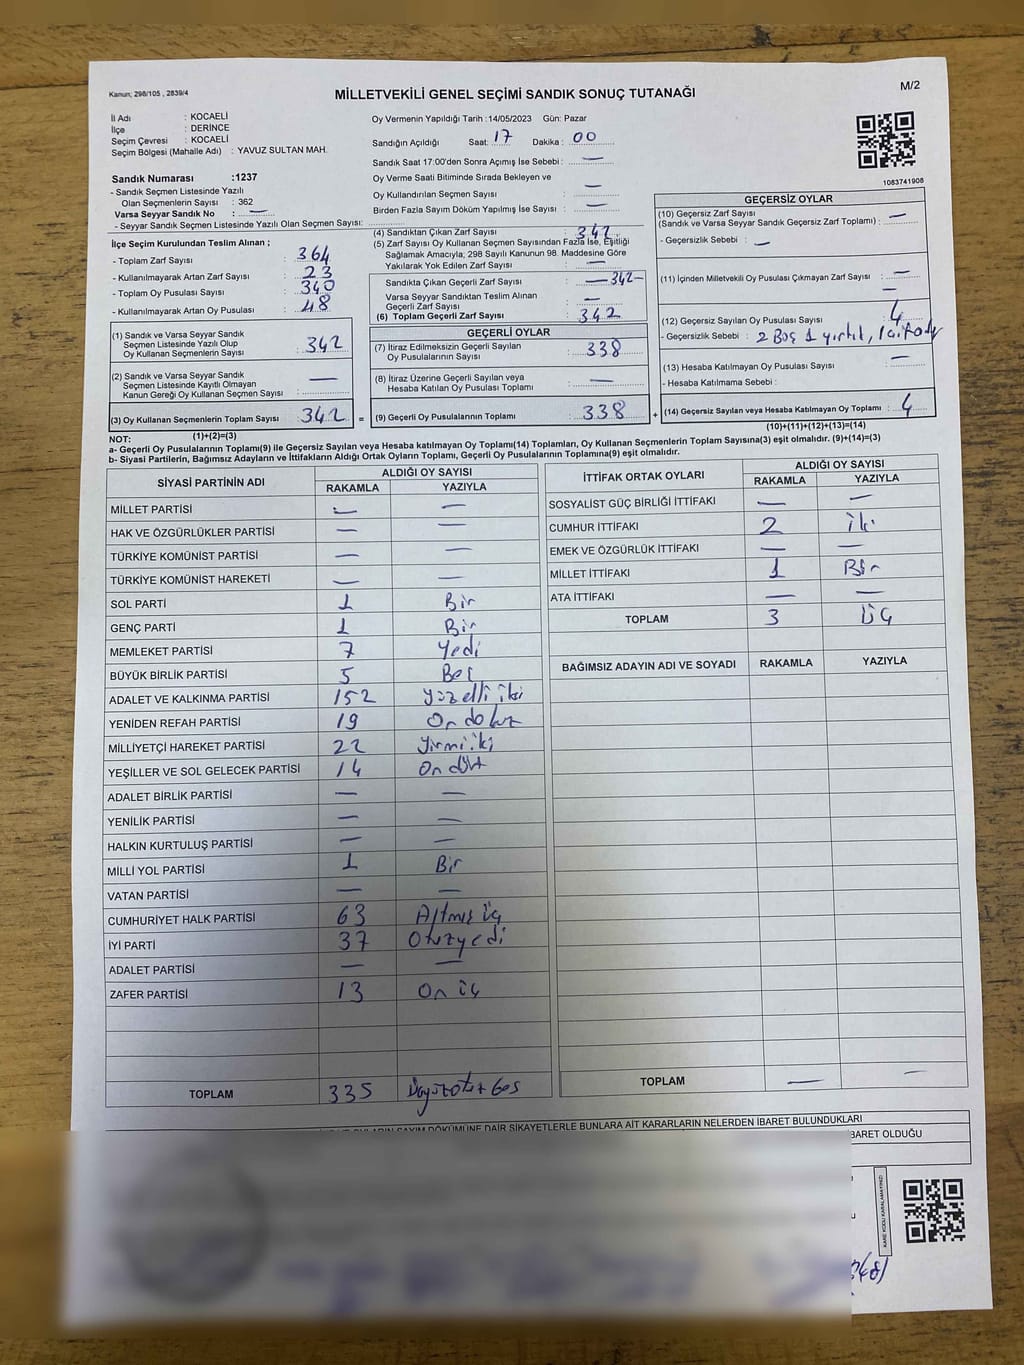 Kanun; 298/105 , 2839/4
MİLLETVEKİLİ GENEL SEÇİMİ SANDIK SONUÇ TUTANAĞI
M/2
İl Adı : KOCAELİ
İlçe : DERİNCE
Seçim Çevresi : KOCAELİ
Seçim Bölgesi (Mahalle Adı) : YAVUZ SULTAN MAH.
Sandık Numarası :1237
- Sandık Seçmen Listesinde Yazılı
Olan Seçmenlerin Sayısı : 362
Varsa Seyyar Sandık No : —
- Seyyar Sandık Seçmen Listesinde Yazılı Olan Seçmen Sayısı:
İlçe Seçim Kurulundan Teslim Alınan ;
- Toplam Zarf Sayısı : 364
- Kullanılmayarak Artan Zarf Sayısı : 23
- Toplam Oy Pusulası Sayısı : 340
- Kullanılmayarak Artan Oy Pusulası : 48
(1) Sandık ve Varsa Seyyar Sandık
Seçmen Listesinde Yazılı Olup
Oy Kullanan Seçmenlerin Sayısı : 342
(2) Sandık ve Varsa Seyyar Sandık
Seçmen Listesinde Kayıtlı Olmayan
Kanun Gereği Oy Kullanan Seçmen Sayısı : —
(3) Oy Kullanan Seçmenlerin Toplam Sayısı : 342 =
(1)+(2)=(3)
Oy Vermenin Yapıldığı Tarih :14/05/2023 Gün: Pazar
Sandığın Açıldığı Saat: 17 Dakika : 00
Sandık Saat 17:00'den Sonra Açımış İse Sebebi : —
Oy Verme Saati Bitiminde Sırada Bekleyen ve
Oy Kullandırılan Seçmen Sayısı : —
Birden Fazla Sayım Döküm Yapılmış İse Sayısı : —
(4) Sandıktan Çıkan Zarf Sayısı : 342
(5) Zarf Sayısı Oy Kullanan Seçmen Sayısından Fazla İse, Eşitliği
Sağlamak Amacıyla; 298 Sayılı Kanunun 98. Maddesine Göre
Yakılarak Yok Edilen Zarf Sayısı : —
Sandıkta Çıkan Geçerli Zarf Sayısı : —342—
Varsa Seyyar Sandıktan Teslim Alınan
Geçerli Zarf Sayısı : —
(6) Toplam Geçerli Zarf Sayısı : 342
GEÇERLİ OYLAR
(7) İtiraz Edilmeksizin Geçerli Sayılan
Oy Pusulalarının Sayısı : 338
(8) İtiraz Üzerine Geçerli Sayılan veya
Hesaba Katılan Oy Pusulası Toplamı : —
(9) Geçerli Oy Pusulalarının Toplamı : 338 +
1083741908
GEÇERSİZ OYLAR
(10) Geçersiz Zarf Sayısı
(Sandık ve Varsa Seyyar Sandık Geçersiz Zarf Toplamı) : —
- Geçersizlik Sebebi : —
(11) İçinden Milletvekili Oy Pusulası Çıkmayan Zarf Sayısı : —
(12) Geçersiz Sayılan Oy Pusulası Sayısı : 4
- Geçersizlik Sebebi : 2 Boş 1 yırtık,
(13) Hesaba Katılmayan Oy Pusulası Sayısı : —
- Hesaba Katılmama Sebebi :
(14) Geçersiz Sayılan veya Hesaba Katılmayan Oy Toplamı : 4
(10)+(11)+(12)+(13)=(14)
NOT:
a- Geçerli Oy Pusulalarının Toplamı(9) ile Geçersiz Sayılan veya Hesaba katılmayan Oy Toplamı(14) Toplamları, Oy Kullanan Seçmenlerin Toplam Sayısına(3) eşit olmalıdır. (9)+(14)=(3)
b- Siyasi Partilerin, Bağımsız Adayların ve İttifakların Aldığı Ortak Oyların Toplamı, Geçerli Oy Pusulalarının Toplamına(9) eşit olmalıdır.
SİYASİ PARTİNİN ADI ALDIĞI OY SAYISI
RAKAMLA YAZIYLA
MİLLET PARTİSİ — —
HAK VE ÖZGÜRLÜKLER PARTİSİ — —
TÜRKİYE KOMÜNİST PARTİSİ — —
TÜRKİYE KOMÜNİST HAREKETİ — —
SOL PARTİ 1 Bir
GENÇ PARTİ 1 Bir
MEMLEKET PARTİSİ 7 Yedi
BÜYÜK BİRLİK PARTİSİ 5 Beş
ADALET VE KALKINMA PARTİSİ 152 yüzelli iki
YENİDEN REFAH PARTİSİ 19 On dokuz
MİLLİYETÇİ HAREKET PARTİSİ 22 Yirmi iki
YEŞİLLER VE SOL GELECEK PARTİSİ 14 On dört
ADALET BİRLİK PARTİSİ — —
YENİLİK PARTİSİ — —
HALKIN KURTULUŞ PARTİSİ — —
MİLLİ YOL PARTİSİ 1 Bir
VATAN PARTİSİ — —
CUMHURİYET HALK PARTİSİ 63 Altmış üç
İYİ PARTİ 37 Otuzyedi
ADALET PARTİSİ — —
ZAFER PARTİSİ 13 On üç
TOPLAM 335 Üçyüzotuzbeş
İTTİFAK ORTAK OYLARI ALDIĞI OY SAYISI
RAKAMLA YAZIYLA
SOSYALİST GÜÇ BİRLİĞİ İTTİFAKI — —
CUMHUR İTTİFAKI 2 İki
EMEK VE ÖZGÜRLÜK İTTİFAKI — —
MİLLET İTTİFAKI 1 Bir
ATA İTTİFAKI — —
TOPLAM 3 Üç
BAĞIMSIZ ADAYIN ADI VE SOYADI RAKAMLA YAZIYLA
TOPLAM — —
SAYIM DÖKÜMÜNE DAİR ŞİKAYETLERLE BUNLARA AİT KARARLARIN NELERDEN İBARET BULUNDUKLARI
BARET OLDUĞU
KARE KODU KARALAMAYINIZ!